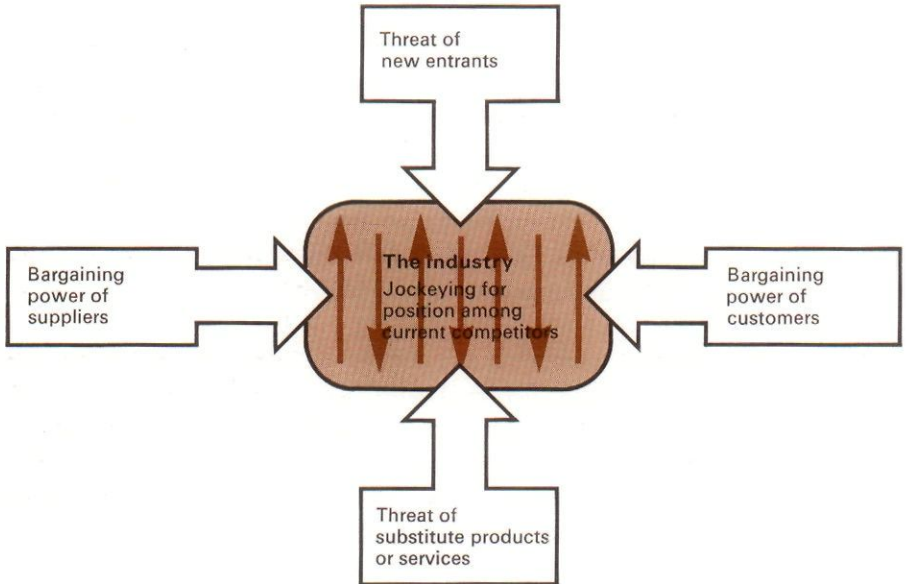 Threat of
new entrants
Bargaining
power of
suppliers
The Industry
Jockeying for
position among
current competitors
Bargaining
power of
customers
Threat of
substitute products
or services